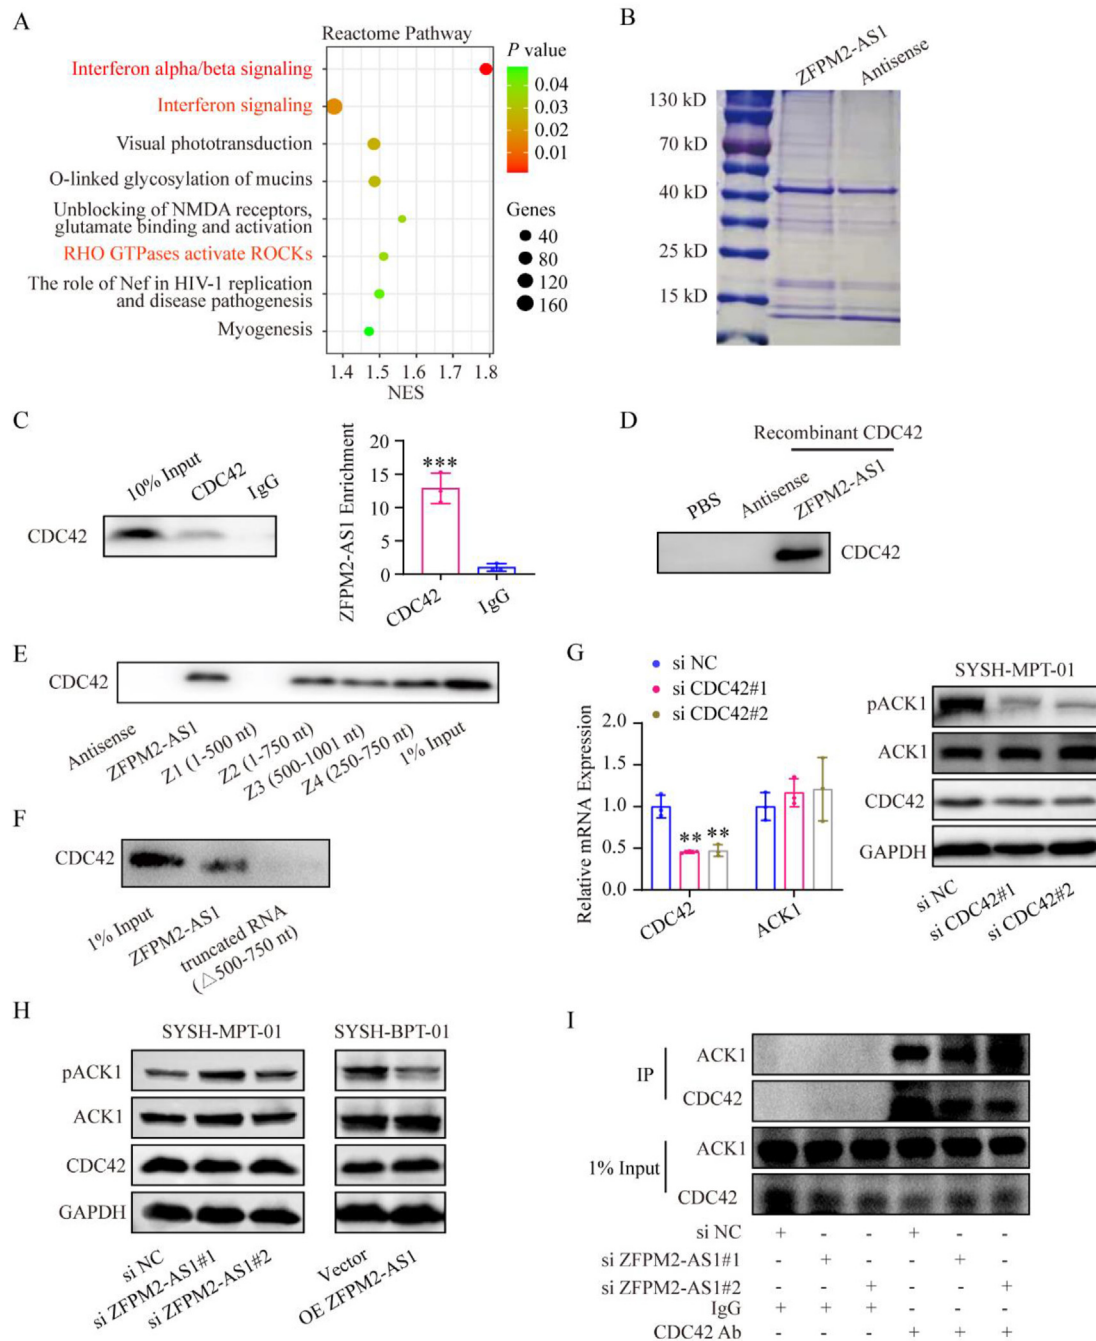 A
Reactome Pathway
Interferon alpha/beta signaling
Interferon signaling
Visual phototransduction
O-linked glycosylation of mucins
Unblocking of NMDA receptors,
glutamate binding and activation
RHO GTPases activate ROCKs
The role of Nef in HIV-1 replication
and disease pathogenesis
Myogenesis
1.4 1.5 1.6 1.7 1.8
NES
P value
0.04
0.03
0.02
0.01
Genes
40
80
120
160
B
ZFPM2-AS1
Antisense
130 kD
70 kD
40 kD
25 kD
15 kD
C
10% Input
CDC42
IgG
CDC42
ZFPM2-AS1 Enrichment
20
15
10
5
0
***
CDC42
IgG
D
Recombinant CDC42
PBS
Antisense
ZFPM2-AS1
CDC42
E
CDC42
Antisense
ZFPM2-AS1
Z1 (1-500 nt)
Z2 (1-750 nt)
Z3 (500-1001 nt)
Z4 (250-750 nt)
1% Input
F
CDC42
1% Input
ZFPM2-AS1
truncated RNA
(△500-750 nt)
G
si NC
si CDC42#1
si CDC42#2
Relative mRNA Expression
2.0
1.5
1.0
0.5
0.0
** **
CDC42
ACK1
SYSH-MPT-01
pACK1
ACK1
CDC42
GAPDH
si NC
si CDC42#1
si CDC42#2
H
SYSH-MPT-01
SYSH-BPT-01
pACK1
ACK1
CDC42
GAPDH
si NC
si ZFPM2-AS1#1
si ZFPM2-AS1#2
Vector
OE ZFPM2-AS1
I
IP
ACK1
CDC42
1% Input
ACK1
CDC42
si NC + - - + - -
si ZFPM2-AS1#1 - + - - + -
si ZFPM2-AS1#2 - - + - - +
IgG + + + - - -
CDC42 Ab - - - + + +